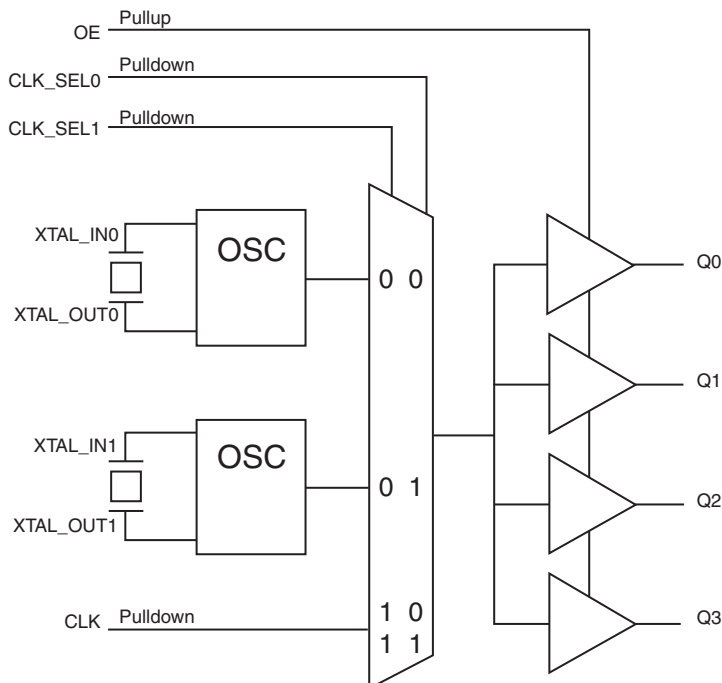 Pullup
OE
Pulldown
CLK_SEL0
Pulldown
CLK_SEL1
XTAL_IN0
OSC
Q0
0 0
XTAL_OUT0
Q1
XTAL_IN1
OSC
0 1
Q2
XTAL_OUT1
1 0
CLK Pulldown
Q3
1 1